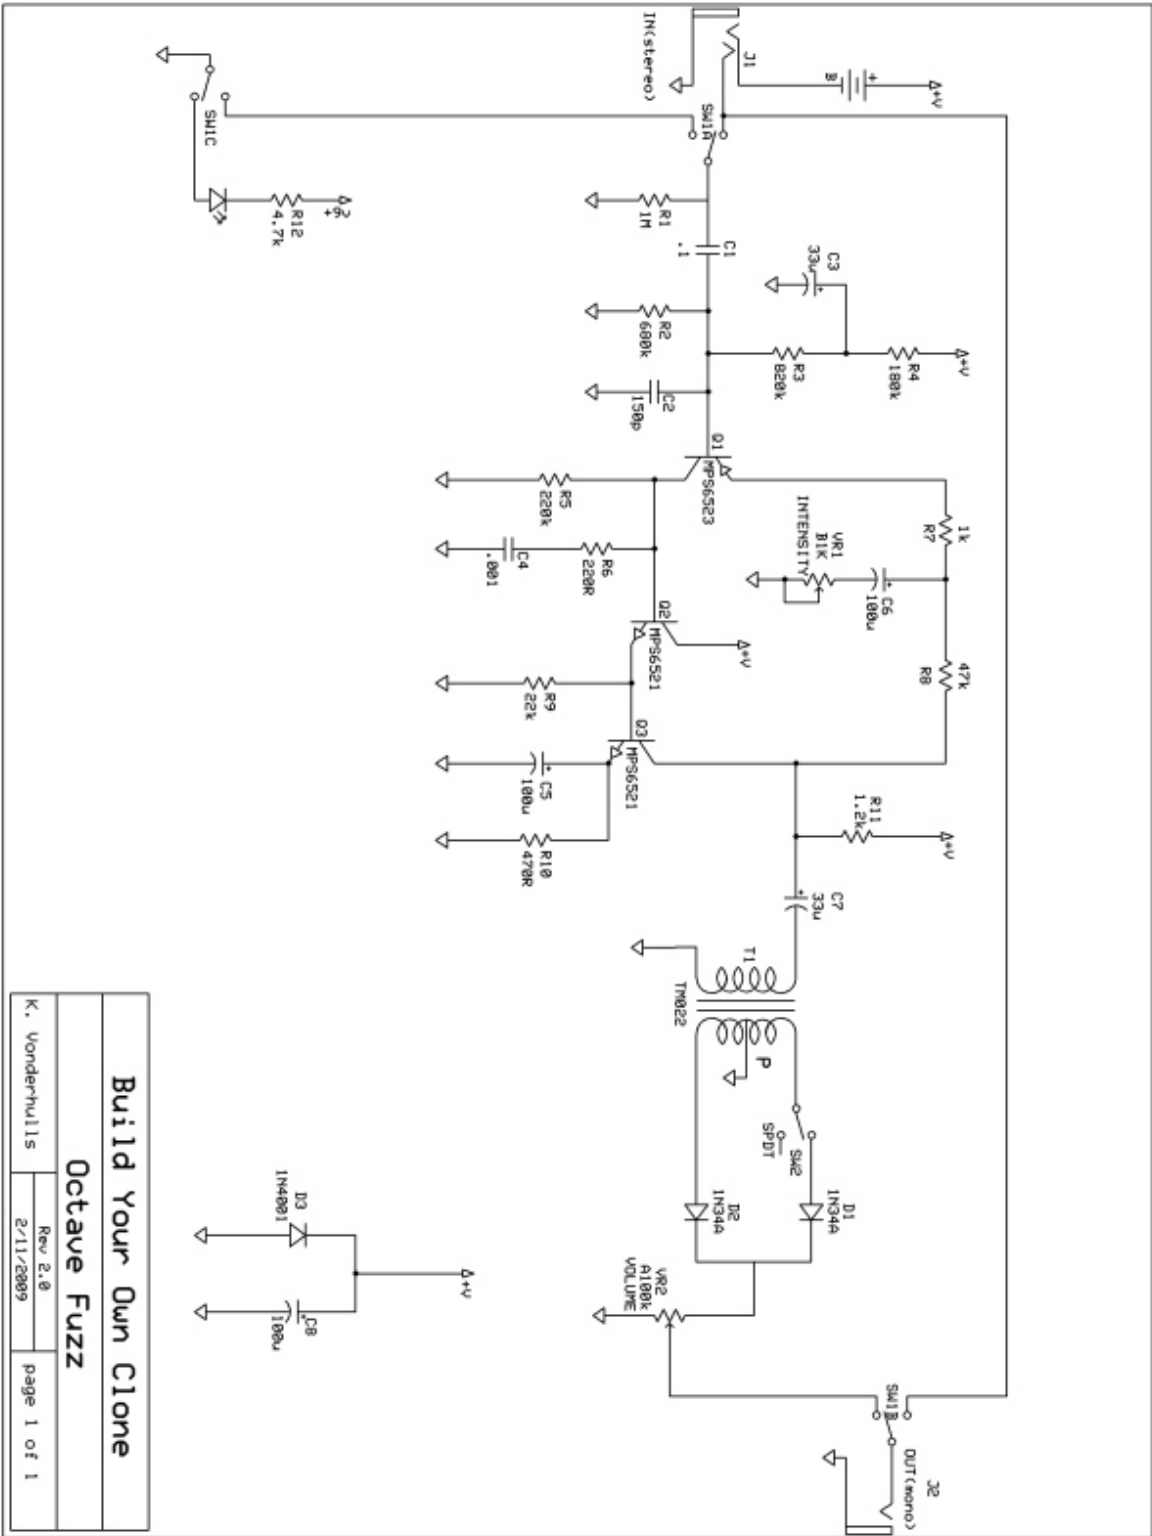 J1
IN(stereo)
B
+
+V
SW1A
SW1C
R12
4.7k
+9
R1
1M
C1
.1
C3
33u
+
R2
680k
R3
820k
R4
180k
+V
C2
150p
Q1
MPS6523
R5
220k
R6
220R
C4
.001
1k
R7
VR1
B1K
INTENSITY
C6
100u
+
47k
R8
Q2
MPS6521
+V
R9
22k
Q3
MPS6521
C5
100u
+
R10
470R
R11
1.2k
+V
C7
33u
+
T1
TM022
P
SW2
SPDT
D1
1N34A
D2
1N34A
VR2
A100k
VOLUME
SW1B
J2
OUT(mono)
D3
1N4001
C8
100u
+
+V
Build Your Own Clone
Octave Fuzz
K. Vonderhulls
Rev 2.0
2/11/2009
page 1 of 1